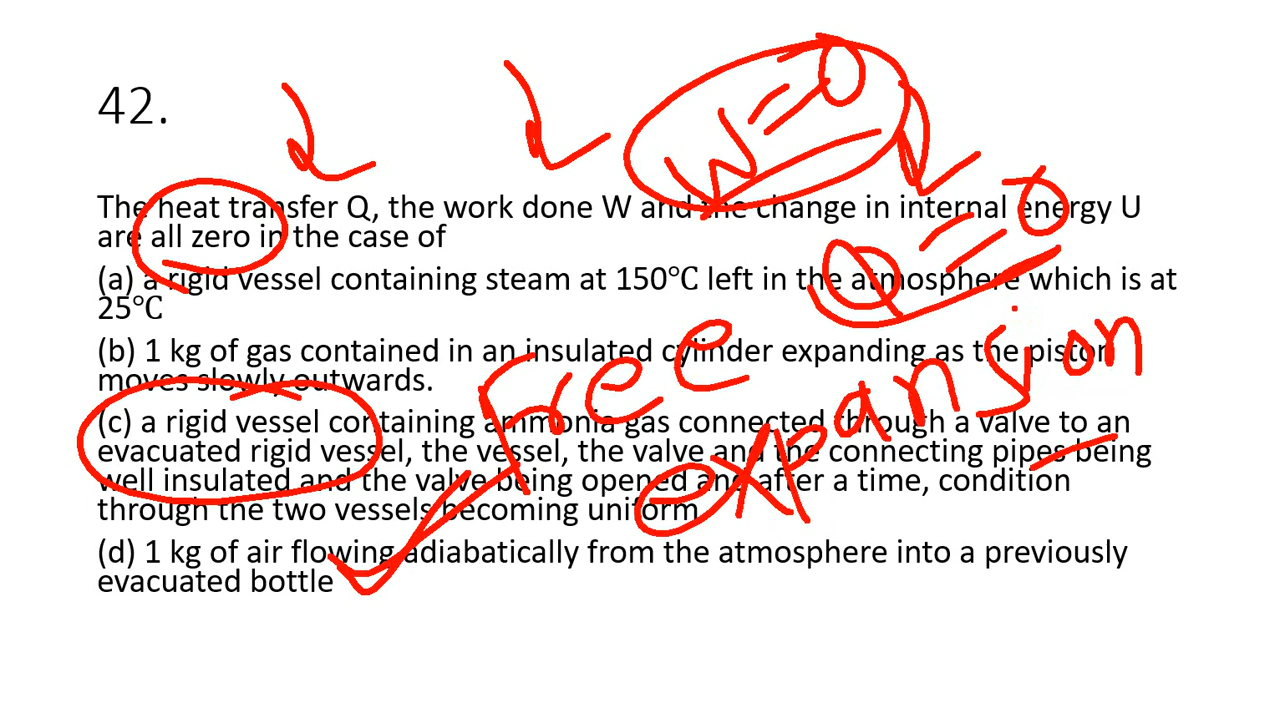 42.
W = 0
The heat transfer Q, the work done W and the change in internal energy U
are all zero in the case of
Q = 0
(a) a rigid vessel containing steam at 150°C left in the atmosphere which is at
25°C
(b) 1 kg of gas contained in an insulated cylinder expanding as the piston
moves slowly outwards.
Free expansion
(c) a rigid vessel containing ammonia gas connected through a valve to an
evacuated rigid vessel, the vessel, the valve and the connecting pipes being
well insulated and the valve being opened and after a time, condition
through the two vessels becoming uniform
(d) 1 kg of air flowing adiabatically from the atmosphere into a previously
evacuated bottle